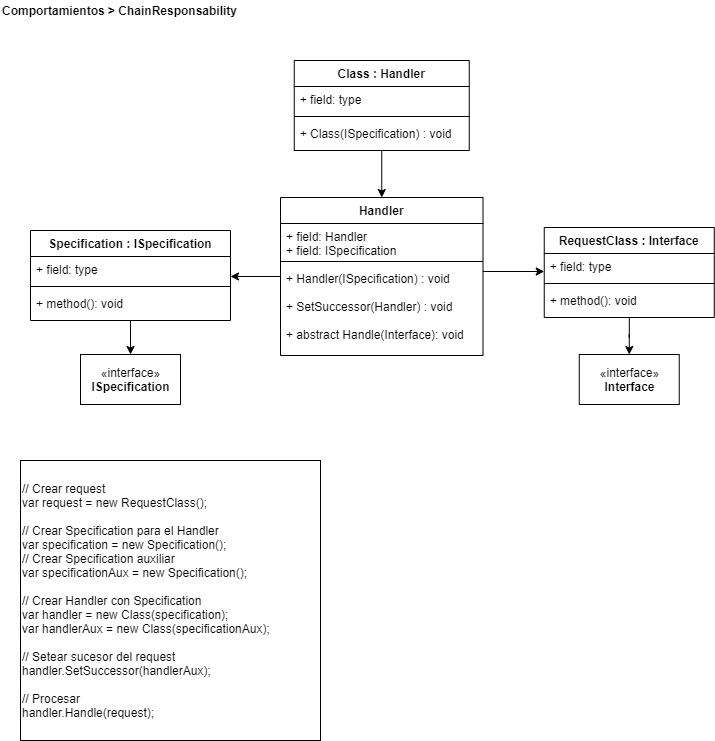 Comportamientos > ChainResponsability
Class : Handler
+ field: type
+ Class(ISpecification) : void
Handler
+ field: Handler
+ field: ISpecification
+ Handler(ISpecification) : void
+ SetSuccessor(Handler) : void
+ abstract Handle(Interface): void
Specification : ISpecification
+ field: type
+ method(): void
RequestClass : Interface
+ field: type
+ method(): void
«interface»
ISpecification
«interface»
Interface
// Crear request
var request = new RequestClass();
// Crear Specification para el Handler
var specification = new Specification();
// Crear Specification auxiliar
var specificationAux = new Specification();
// Crear Handler con Specification
var handler = new Class(specification);
var handlerAux = new Class(specificationAux);
// Setear sucesor del request
handler.SetSuccessor(handlerAux);
// Procesar
handler.Handle(request);